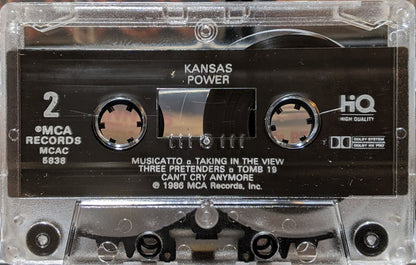 KANSAS
POWER
2
HQ
HIGH QUALITY
℗MCA
RECORDS
MCAC
5838
DOLBY SYSTEM
DOLBY HX PRO
MUSICATTO □ TAKING IN THE VIEW
THREE PRETENDERS □ TOMB 19
CAN'T CRY ANYMORE
℗ 1986 MCA Records, Inc.